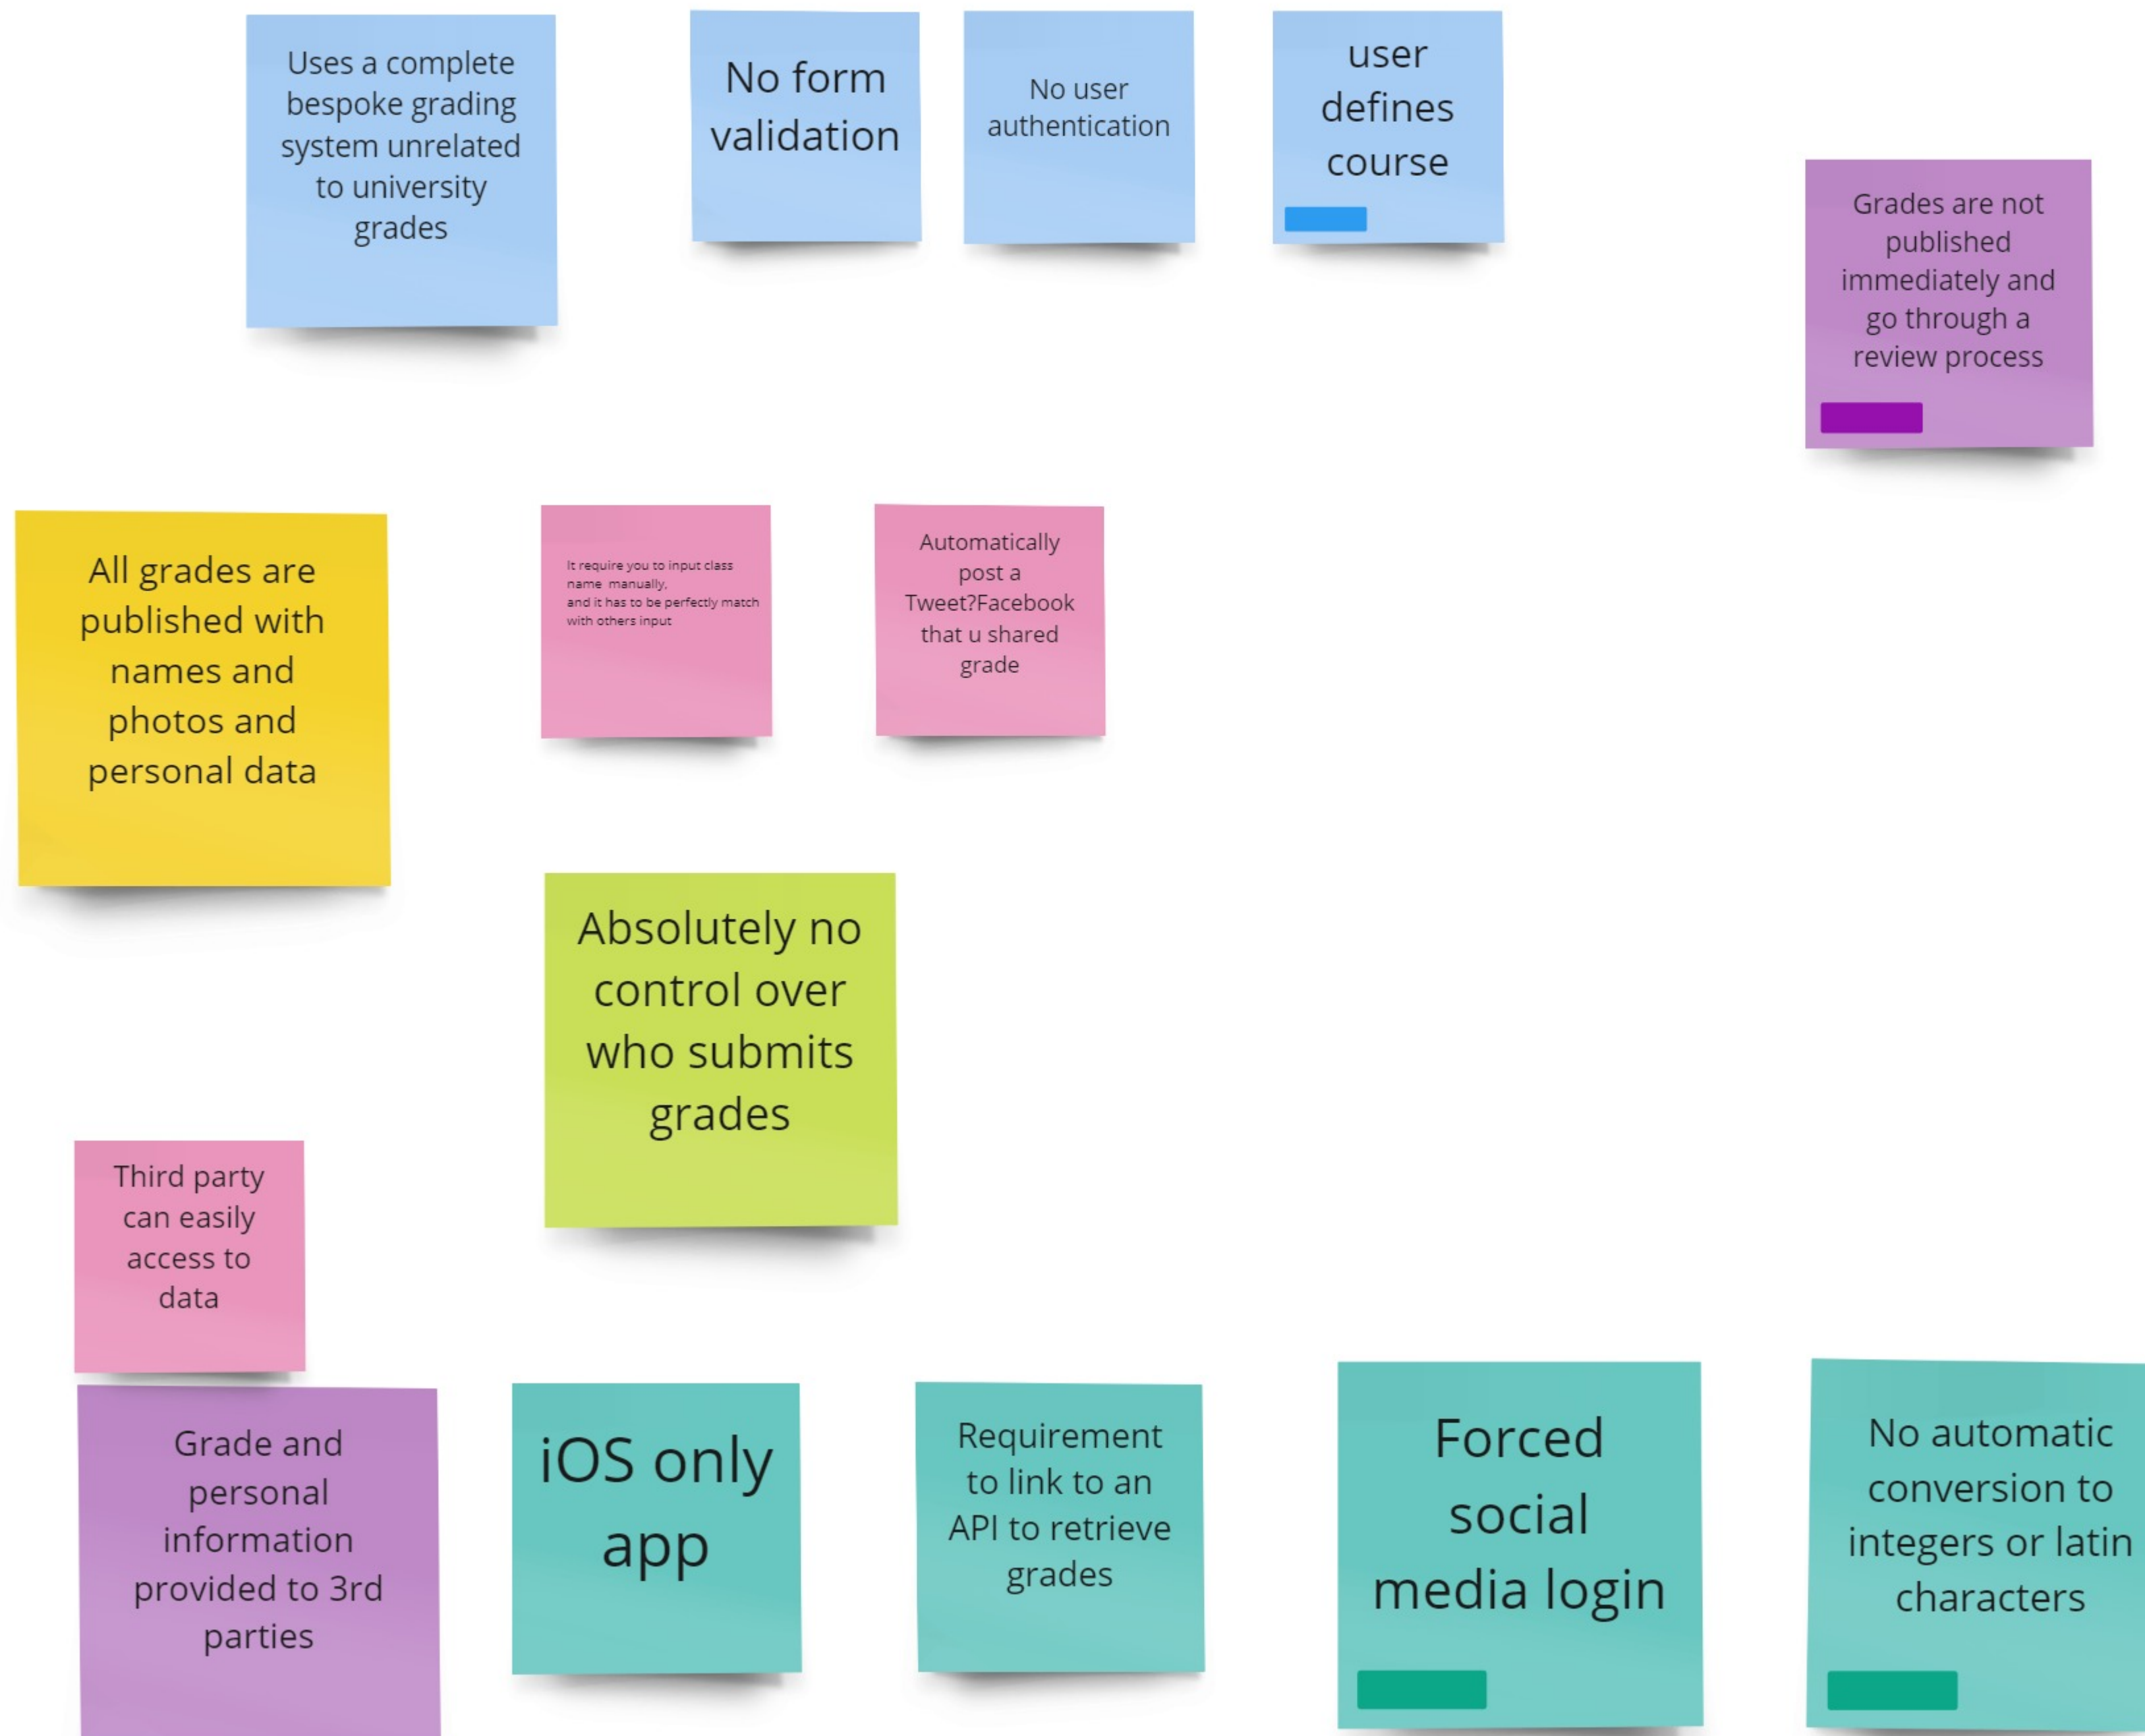 Uses a complete
bespoke grading
system unrelated
to university
grades
No form
validation
No user
authentication
user
defines
course
Grades are not
published
immediately and
go through a
review process
All grades are
published with
names and
photos and
personal data
It require you to input class
name manually,
and it has to be perfectly match
with others input
Automatically
post a
Tweet?Facebook
that u shared
grade
Absolutely no
control over
who submits
grades
Third party
can easily
access to
data
Grade and
personal
information
provided to 3rd
parties
iOS only
app
Requirement
to link to an
API to retrieve
grades
Forced
social
media login
No automatic
conversion to
integers or latin
characters